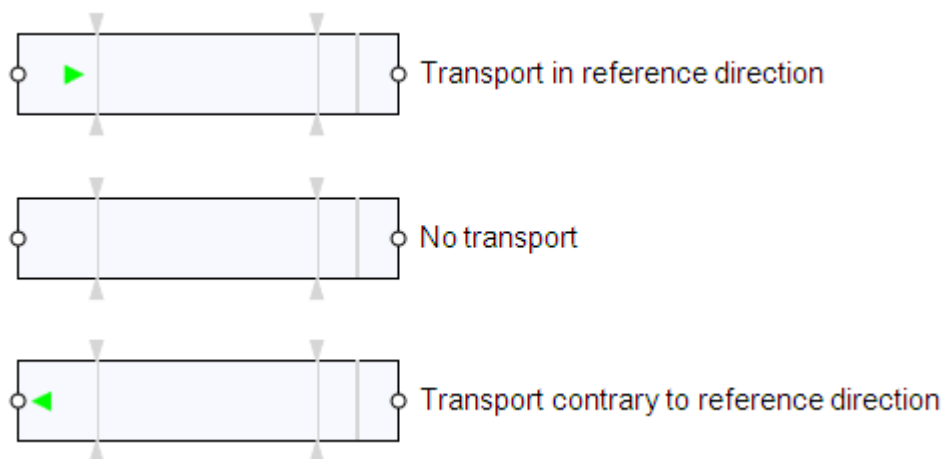 Transport in reference direction
No transport
Transport contrary to reference direction